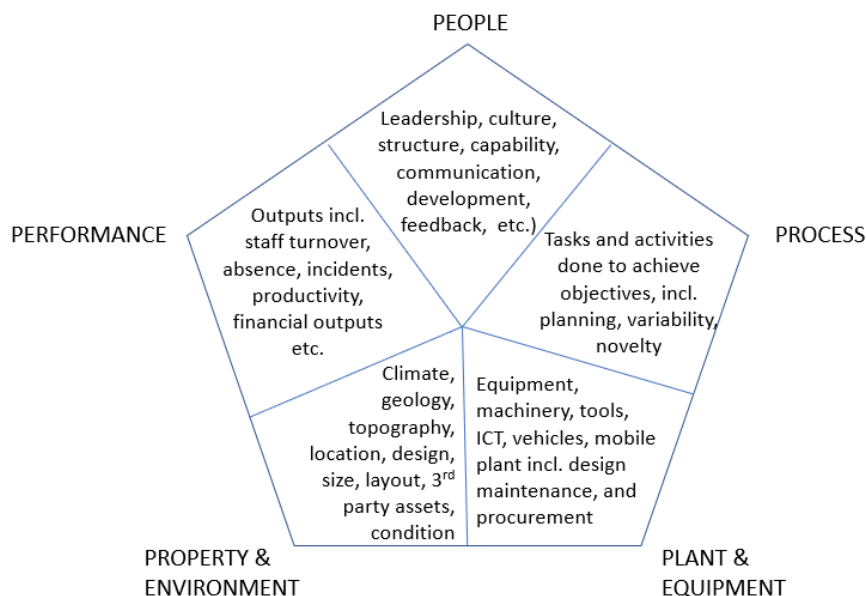 PEOPLE
Leadership, culture,
structure, capability,
communication,
development,
feedback, etc.)
PERFORMANCE
Outputs incl.
staff turnover,
absence, incidents,
productivity,
financial outputs
etc.
PROCESS
Tasks and activities
done to achieve
objectives, incl.
planning, variability,
novelty
Climate,
geology,
topography,
location, design,
size, layout, 3rd
party assets,
condition
Equipment,
machinery, tools,
ICT, vehicles, mobile
plant incl. design
maintenance, and
procurement
PROPERTY &
ENVIRONMENT
PLANT &
EQUIPMENT